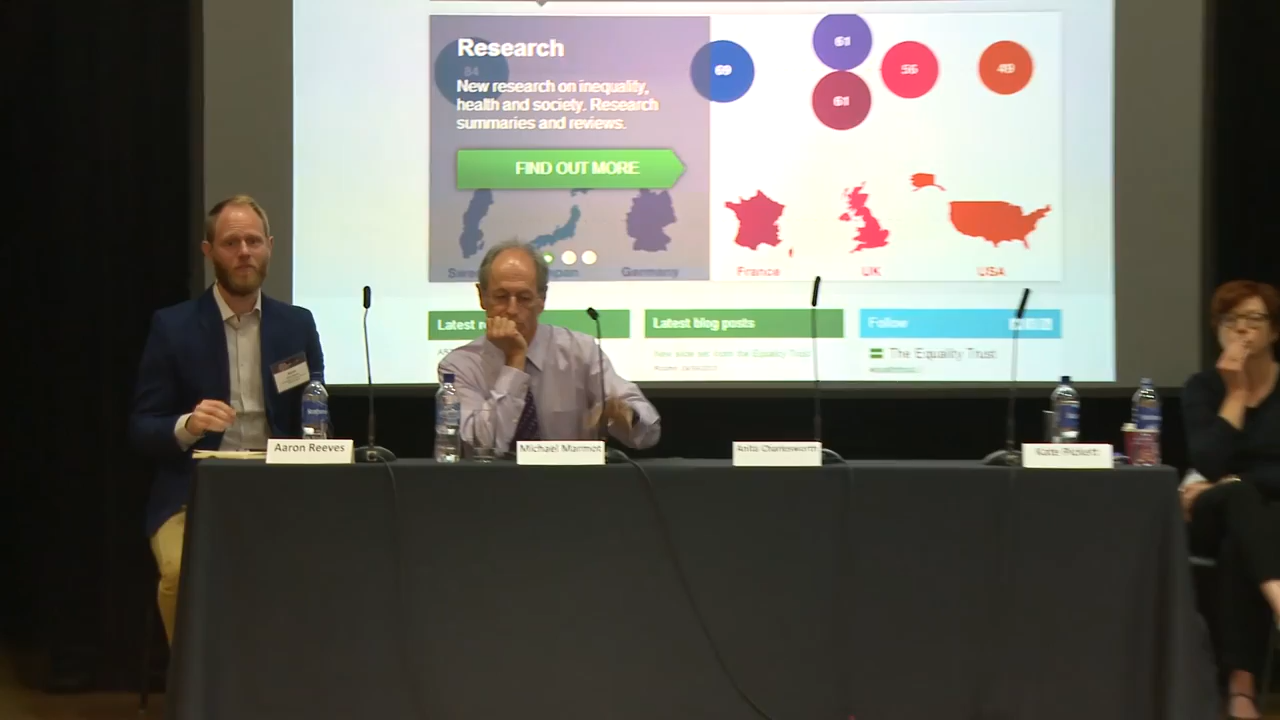 Research
84
New research on inequality,
health and society. Research
summaries and reviews.
FIND OUT MORE
69
61
61
56
49
Germany
France
UK
USA
Latest
Latest blog posts
Follow
The Equality Trust
Aaron Reeves
Michael Marmot
Anita Charlesworth
Kate Pickett